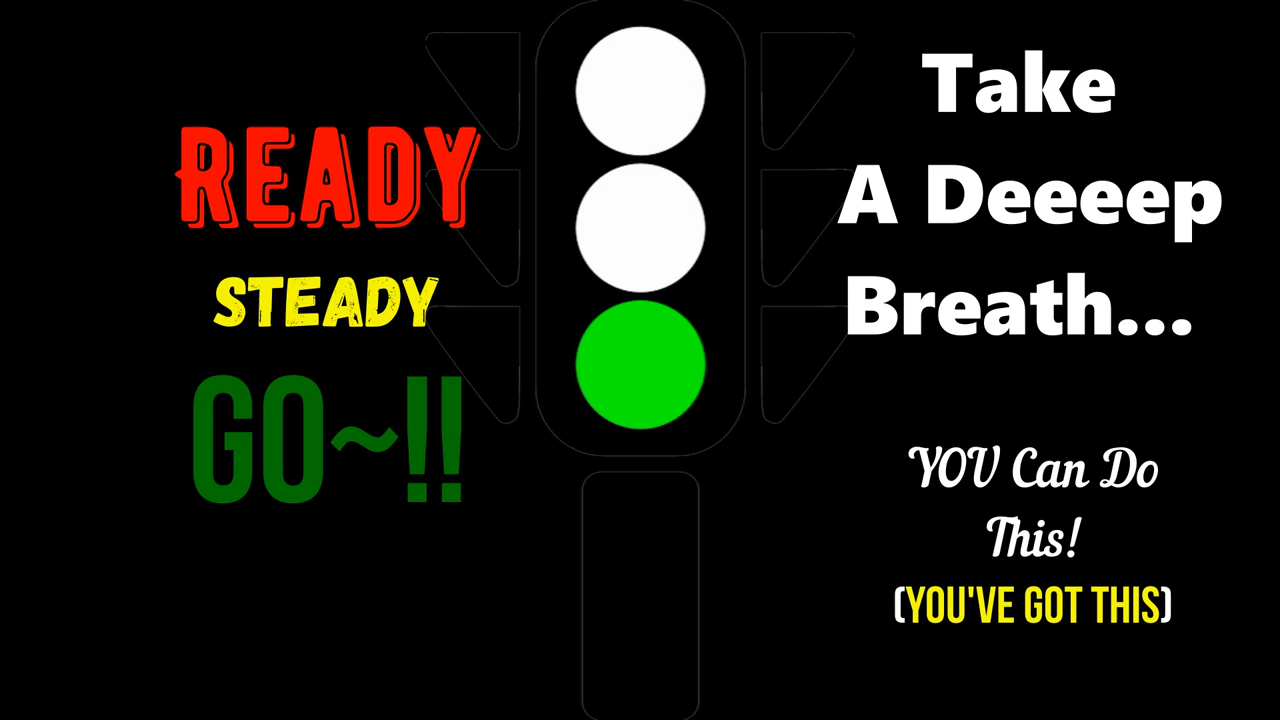 READY
STEADY
GO~!!
Take
A Deeeep
Breath...
YOU Can Do
This!
(YOU'VE GOT THIS)